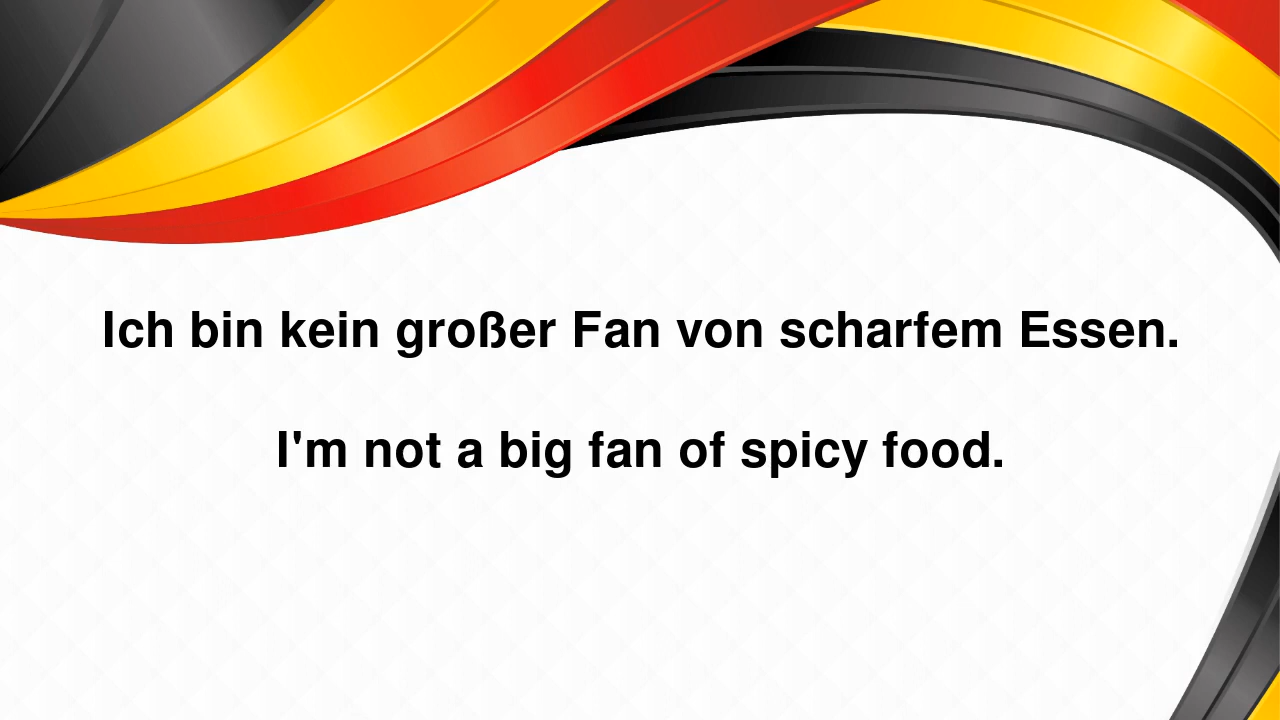 Ich bin kein großer Fan von scharfem Essen.
I'm not a big fan of spicy food.